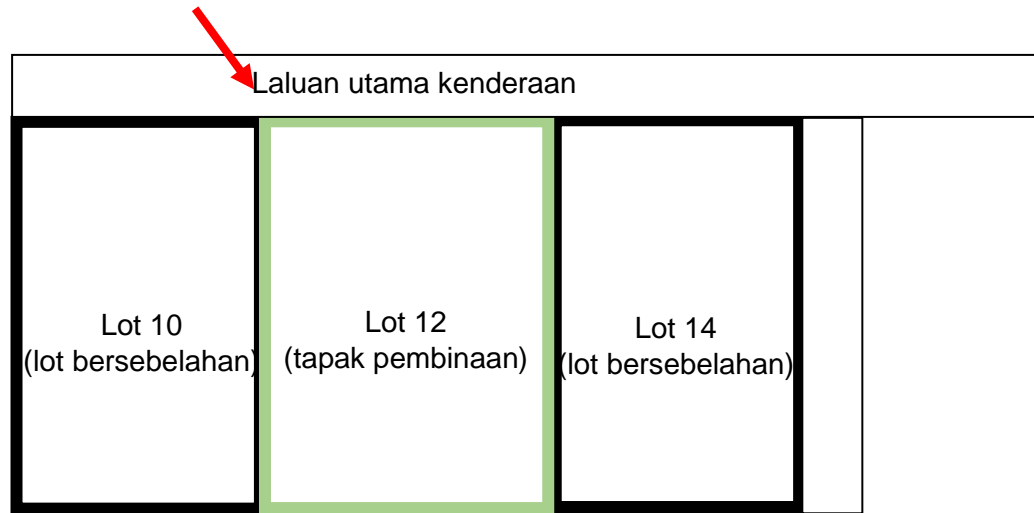 Laluan utama kenderaan
Lot 10
(lot bersebelahan)
Lot 12
(tapak pembinaan)
Lot 14
(lot bersebelahan)